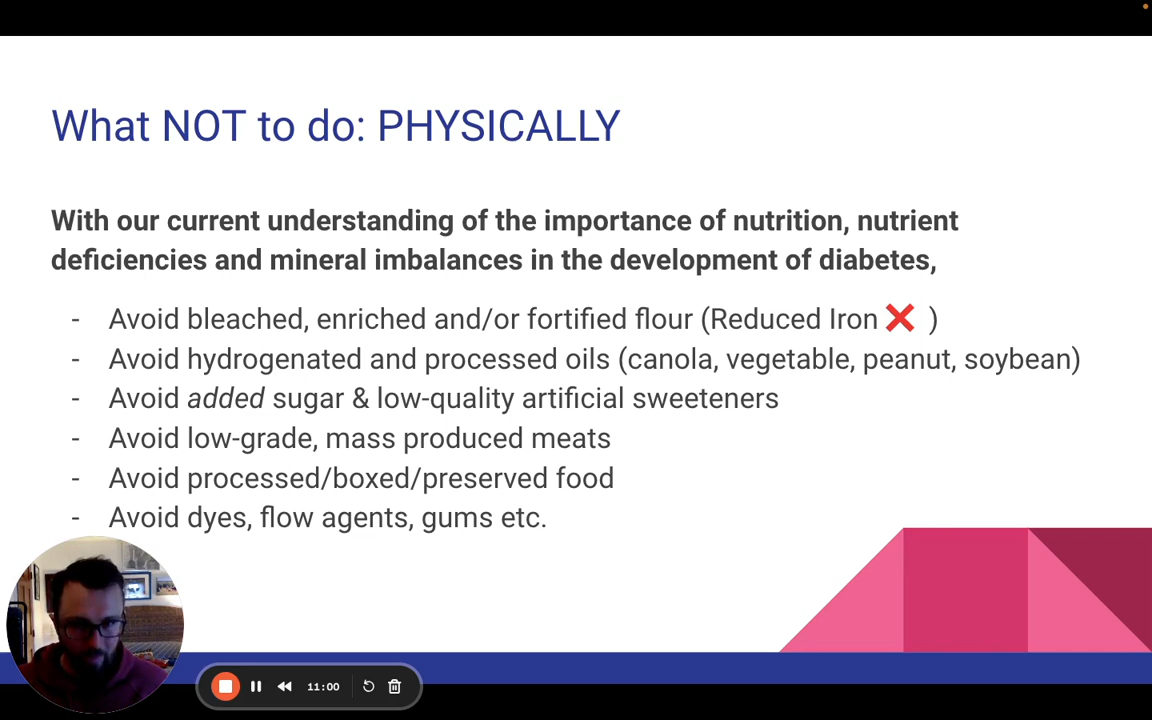 What NOT to do: PHYSICALLY
With our current understanding of the importance of nutrition, nutrient
deficiencies and mineral imbalances in the development of diabetes,
- Avoid bleached, enriched and/or fortified flour (Reduced Iron ❌ )
- Avoid hydrogenated and processed oils (canola, vegetable, peanut, soybean)
- Avoid added sugar & low-quality artificial sweeteners
- Avoid low-grade, mass produced meats
- Avoid processed/boxed/preserved food
- Avoid dyes, flow agents, gums etc.
11:00